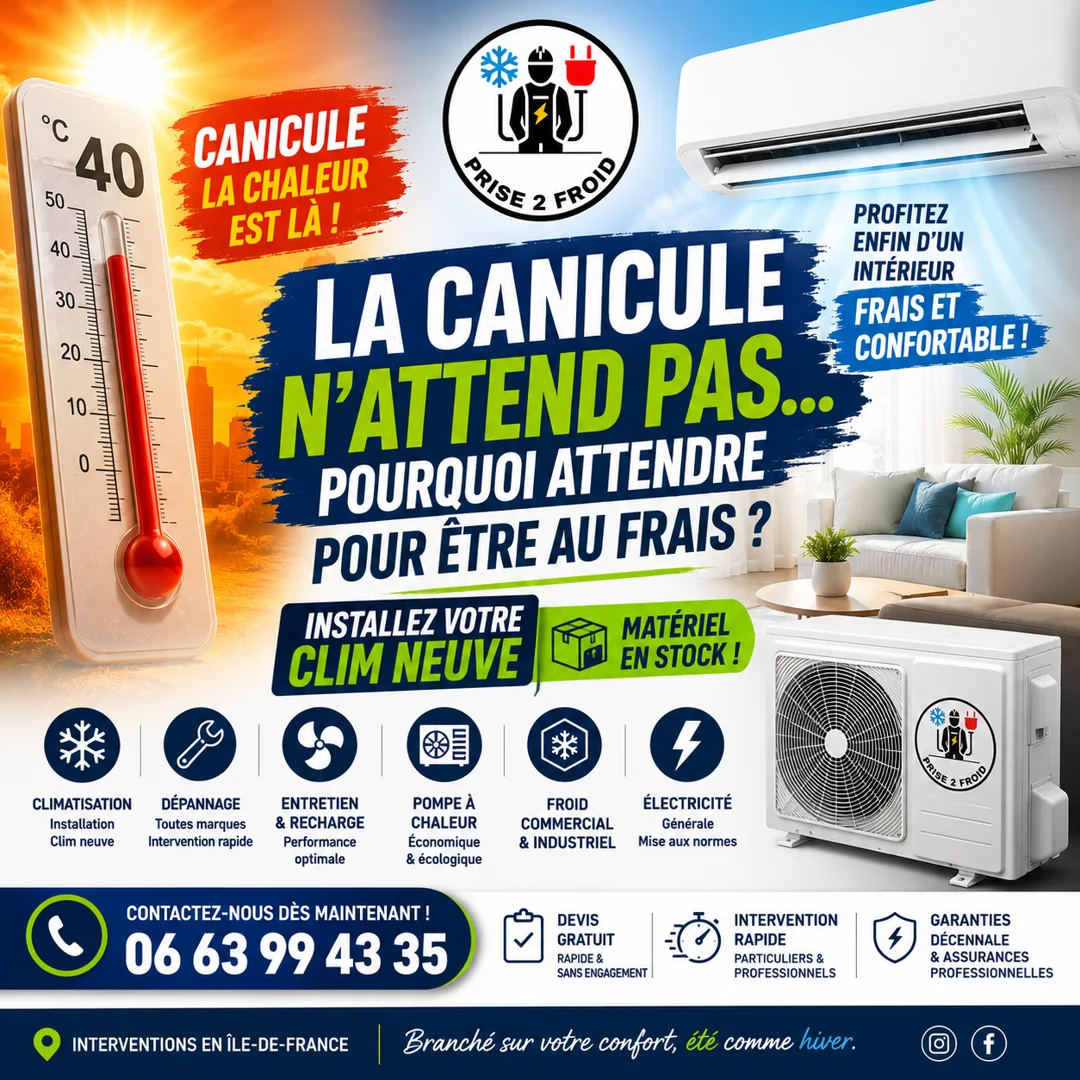 °C 40
50
40
30
20
10
0
CANICULE
LA CHALEUR
EST LÀ !
PRISE 2 FROID
PROFITEZ
ENFIN D'UN
INTÉRIEUR
FRAIS ET
CONFORTABLE !
LA CANICULE
N'ATTEND PAS...
POURQUOI ATTENDRE
POUR ÊTRE AU FRAIS ?
INSTALLEZ VOTRE
CLIM NEUVE
MATÉRIEL
EN STOCK !
PRISE 2 FROID
CLIMATISATION
Installation
Clim neuve
DÉPANNAGE
Toutes marques
Intervention rapide
ENTRETIEN
& RECHARGE
Performance
optimale
POMPE À
CHALEUR
Économique
& écologique
FROID
COMMERCIAL
& INDUSTRIEL
ÉLECTRICITÉ
Générale
Mise aux normes
CONTACTEZ-NOUS DÈS MAINTENANT !
06 63 99 43 35
DEVIS
GRATUIT
RAPIDE &
SANS ENGAGEMENT
INTERVENTION
RAPIDE
PARTICULIERS &
PROFESSIONNELS
GARANTIES
DÉCENNALE
& ASSURANCES
PROFESSIONNELLES
INTERVENTIONS EN ÎLE-DE-FRANCE
Branché sur votre confort, été comme hiver.